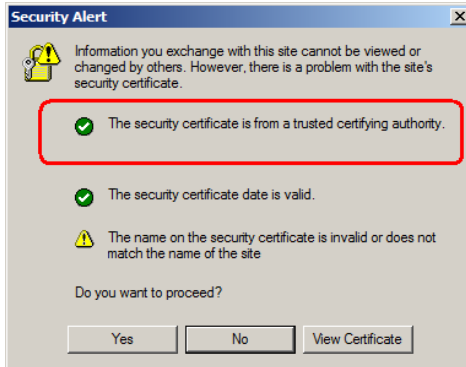 Security Alert
Information you exchange with this site cannot be viewed or
changed by others. However, there is a problem with the site's
security certificate.
The security certificate is from a trusted certifying authority.
The security certificate date is valid.
The name on the security certificate is invalid or does not
match the name of the site
Do you want to proceed?
Yes No View Certificate